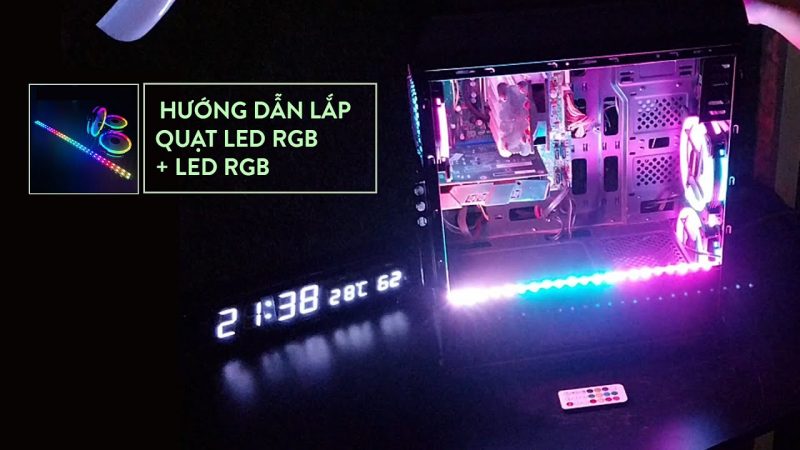 HƯỚNG DẪN LẮP
QUẠT LED RGB
+ LED RGB
21:38 28℃ 62